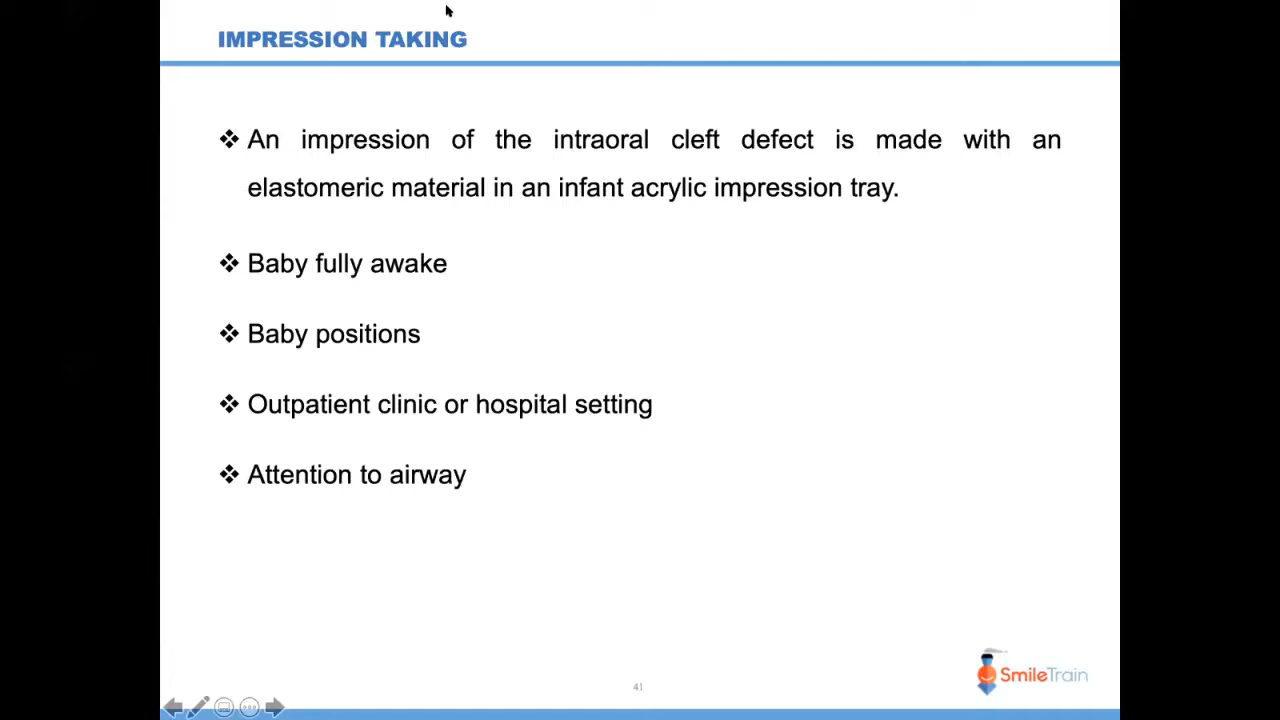 IMPRESSION TAKING
❖ An impression of the intraoral cleft defect is made with an
elastomeric material in an infant acrylic impression tray.
❖ Baby fully awake
❖ Baby positions
❖ Outpatient clinic or hospital setting
❖ Attention to airway
SmileTrain
41